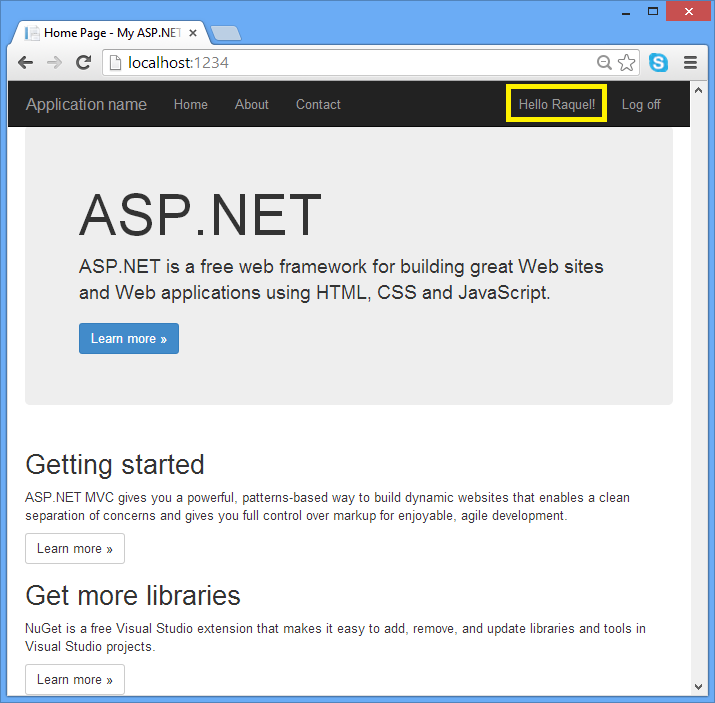 Home Page - My ASP.NET
localhost:1234
Application name Home About Contact Hello Raquel! Log off
ASP.NET
ASP.NET is a free web framework for building great Web sites
and Web applications using HTML, CSS and JavaScript.
Learn more »
Getting started
ASP.NET MVC gives you a powerful, patterns-based way to build dynamic websites that enables a clean
separation of concerns and gives you full control over markup for enjoyable, agile development.
Learn more »
Get more libraries
NuGet is a free Visual Studio extension that makes it easy to add, remove, and update libraries and tools in
Visual Studio projects.
Learn more »